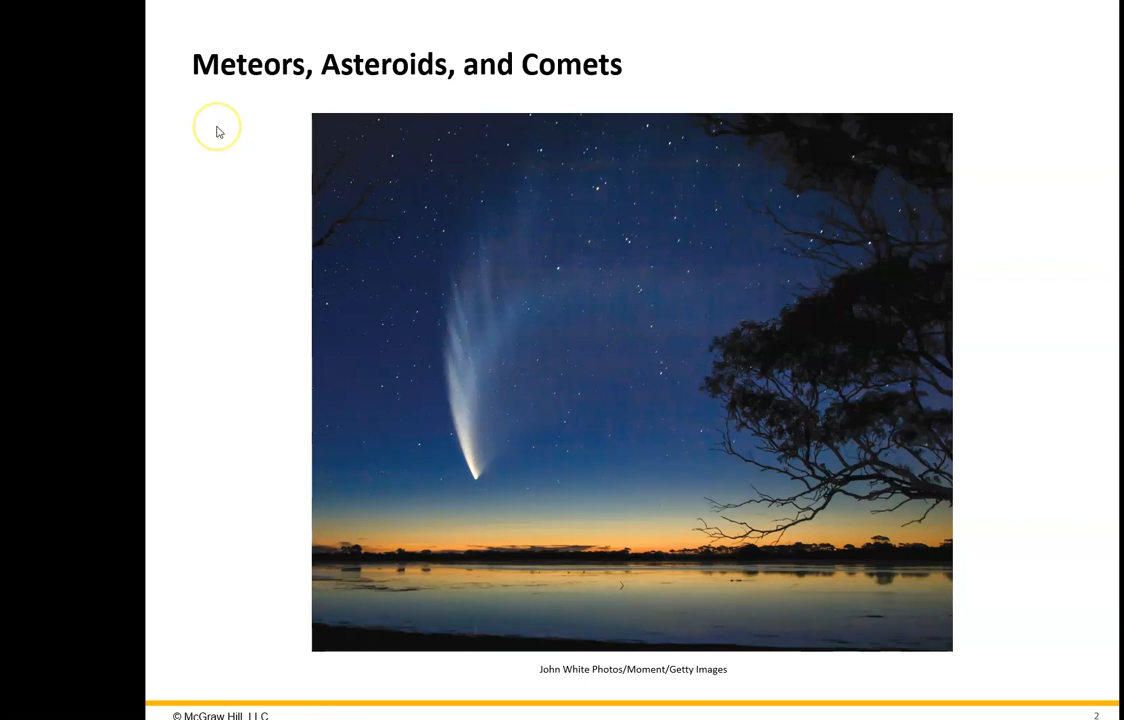 Meteors, Asteroids, and Comets
John White Photos/Moment/Getty Images
© McGraw Hill, LLC
2